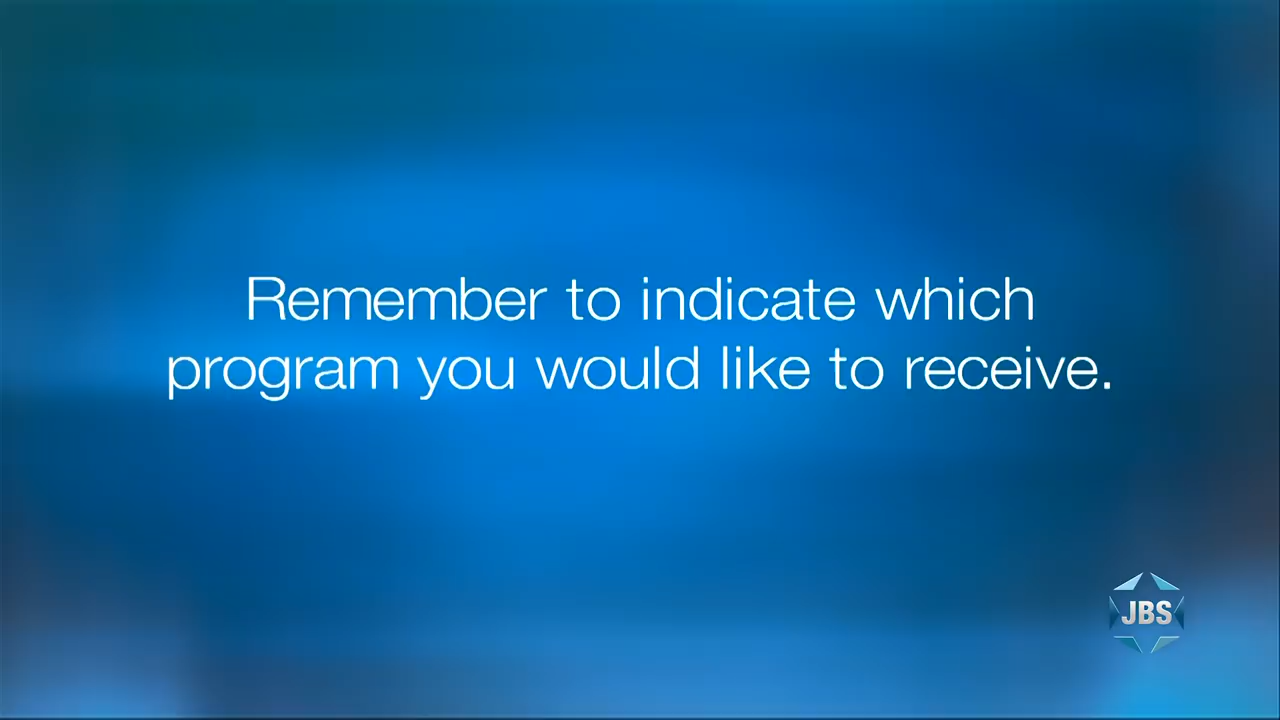 Remember to indicate which
program you would like to receive.
JBS